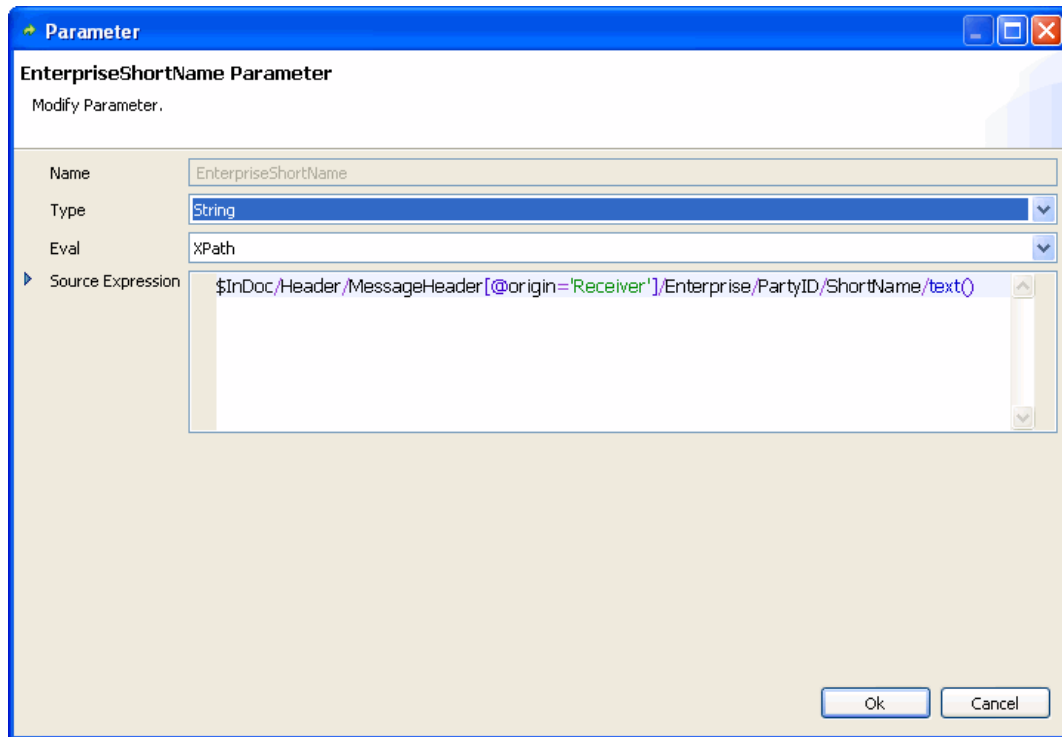 Parameter
EnterpriseShortName Parameter
Modify Parameter.
Name EnterpriseShortName
Type String
Eval XPath
Source Expression $InDoc/Header/MessageHeader[@origin='Receiver']/Enterprise/PartyID/ShortName/text()
Ok Cancel